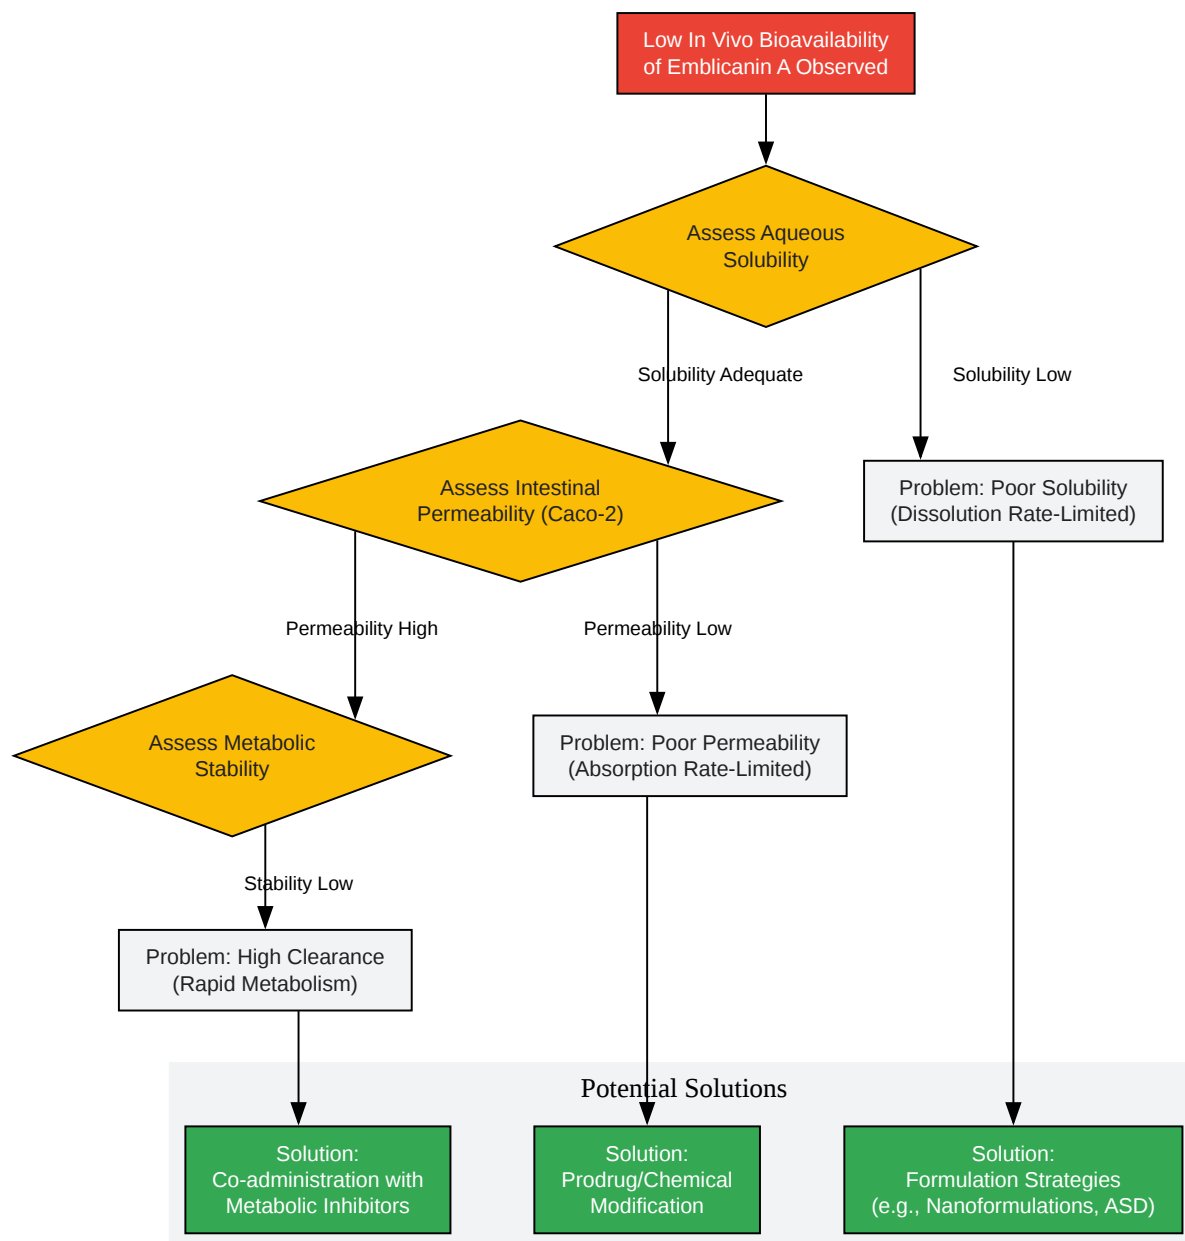 Low In Vivo Bioavailability
of Emblicanin A Observed
Assess Aqueous
Solubility
Solubility Adequate
Solubility Low
Assess Intestinal
Permeability (Caco-2)
Problem: Poor Solubility
(Dissolution Rate-Limited)
Permeability High
Permeability Low
Assess Metabolic
Stability
Problem: Poor Permeability
(Absorption Rate-Limited)
Stability Low
Problem: High Clearance
(Rapid Metabolism)
Potential Solutions
Solution:
Co-administration with
Metabolic Inhibitors
Solution:
Prodrug/Chemical
Modification
Solution:
Formulation Strategies
(e.g., Nanoformulations, ASD)